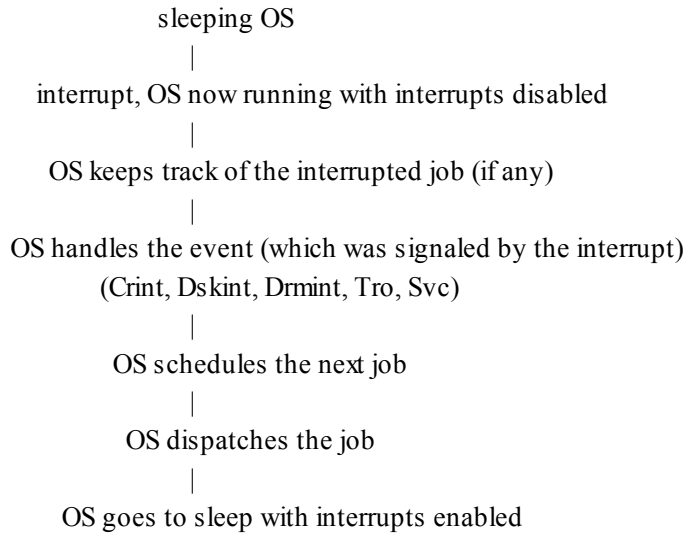 sleeping OS
interrupt, OS now running with interrupts disabled
OS keeps track of the interrupted job (if any)
OS handles the event (which was signaled by the interrupt)
(Crint, Dskint, Drmint, Tro, Svc)
OS schedules the next job
OS dispatches the job
OS goes to sleep with interrupts enabled